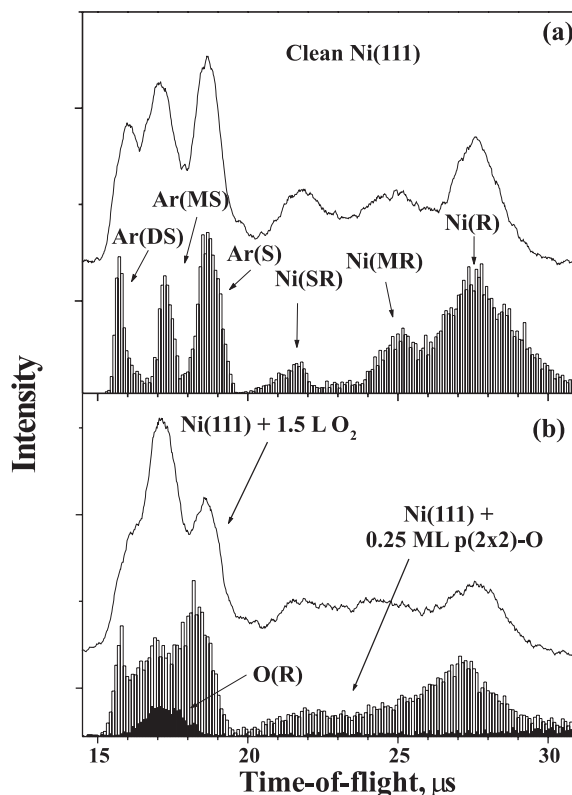 (a)
Clean Ni(111)
Ar(MS)
Ar(DS)
Ar(S)
Ni(SR)
Ni(MR)
Ni(R)
Intensity
(b)
Ni(111) + 1.5 L O₂
Ni(111) +
0.25 ML p(2x2)-O
O(R)
15 20 25 30
Time-of-flight, μs